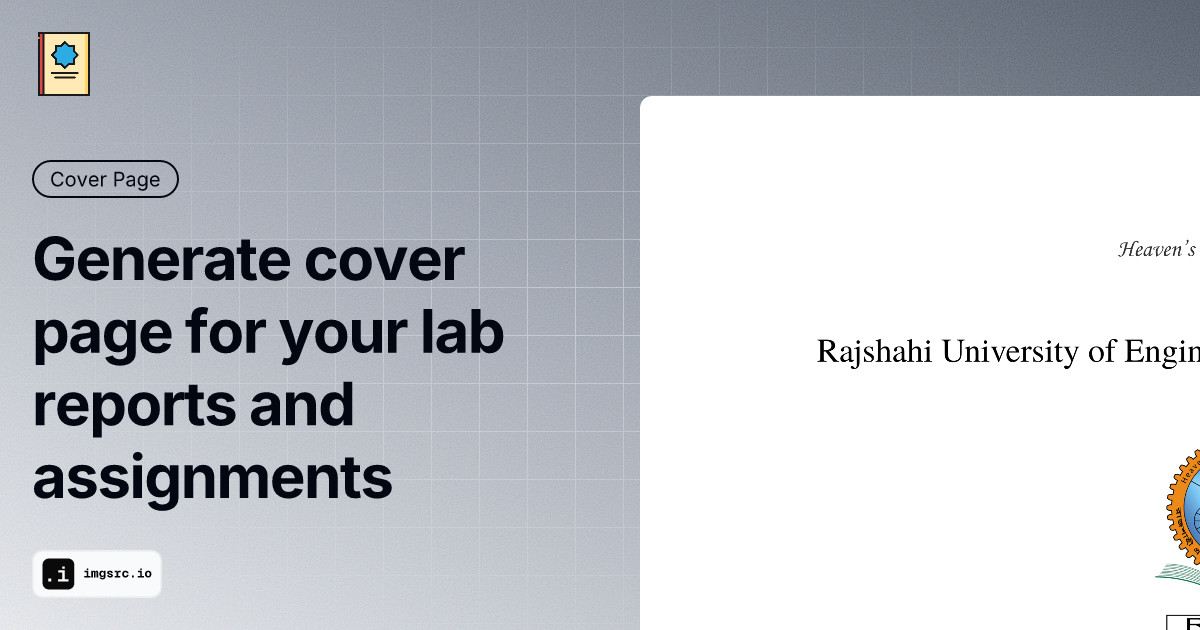 Cover Page
Generate cover
page for your lab
reports and
assignments
.i imgsrc.io
Heaven's
Rajshahi University of Engin